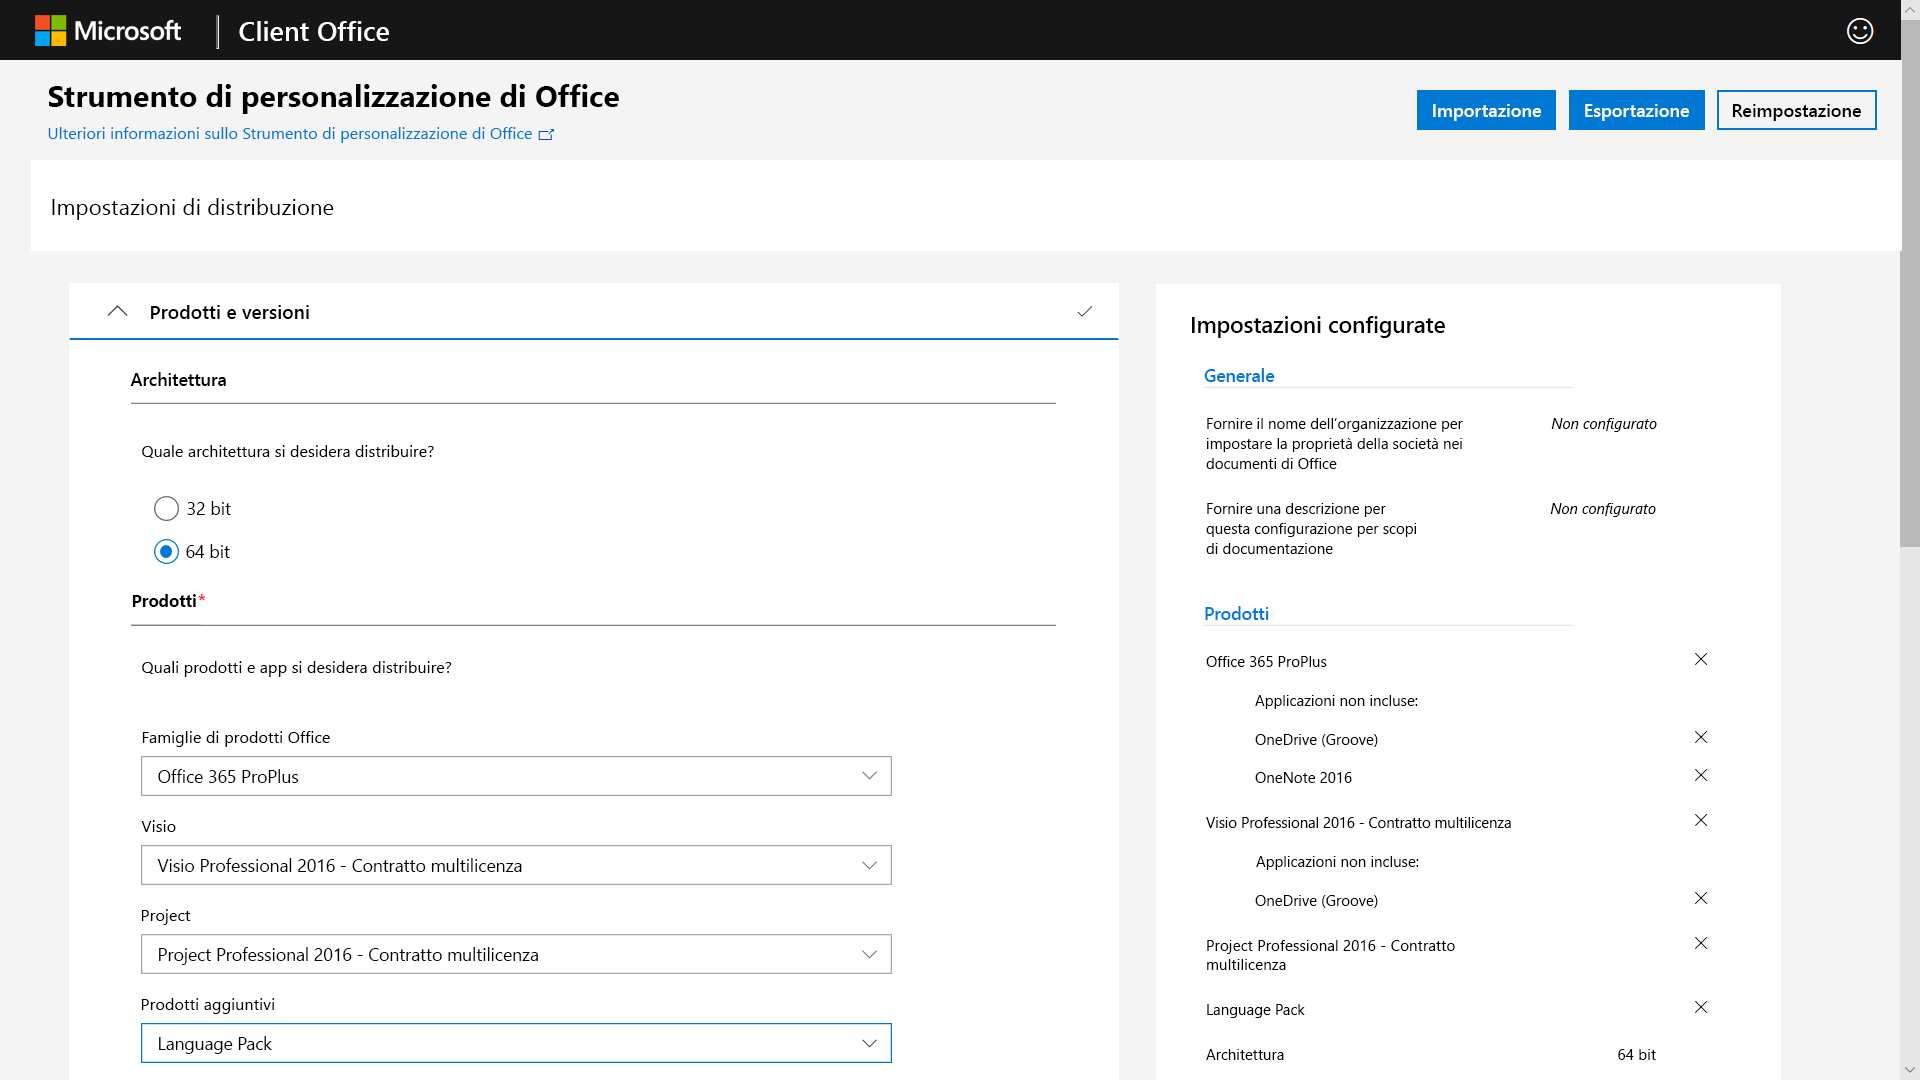 Microsoft
Client Office
Strumento di personalizzazione di Office
Ulteriori informazioni sullo Strumento di personalizzazione di Office
Importazione
Esportazione
Reimpostazione
Impostazioni di distribuzione
Prodotti e versioni
Architettura
Quale architettura si desidera distribuire?
32 bit
64 bit
Prodotti*
Quali prodotti e app si desidera distribuire?
Famiglie di prodotti Office
Office 365 ProPlus
Visio
Visio Professional 2016 - Contratto multilicenza
Project
Project Professional 2016 - Contratto multilicenza
Prodotti aggiuntivi
Language Pack
Impostazioni configurate
Generale
Fornire il nome dell'organizzazione per
impostare la proprietà della società nei
documenti di Office
Non configurato
Fornire una descrizione per
questa configurazione per scopi
di documentazione
Non configurato
Prodotti
Office 365 ProPlus
Applicazioni non incluse:
OneDrive (Groove)
OneNote 2016
Visio Professional 2016 - Contratto multilicenza
Applicazioni non incluse:
OneDrive (Groove)
Project Professional 2016 - Contratto
multilicenza
Language Pack
Architettura
64 bit